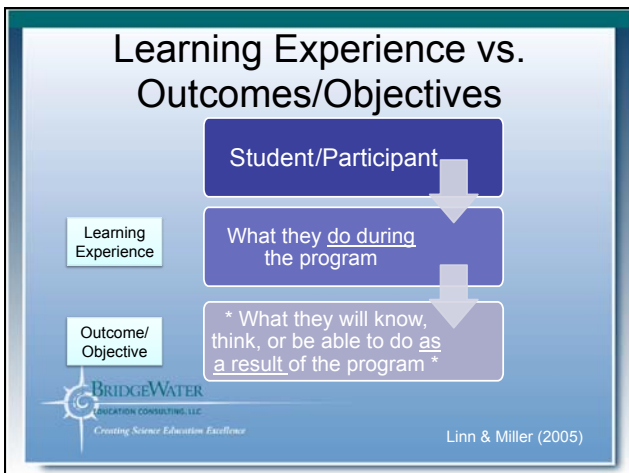 Learning Experience vs.
Outcomes/Objectives
Student/Participant
Learning
Experience
What they do during
the program
Outcome/
Objective
* What they will know,
think, or be able to do as
a result of the program *
BRIDGEWATER
EDUCATION CONSULTING, LLC
Creating Science Education Excellence
Linn & Miller (2005)